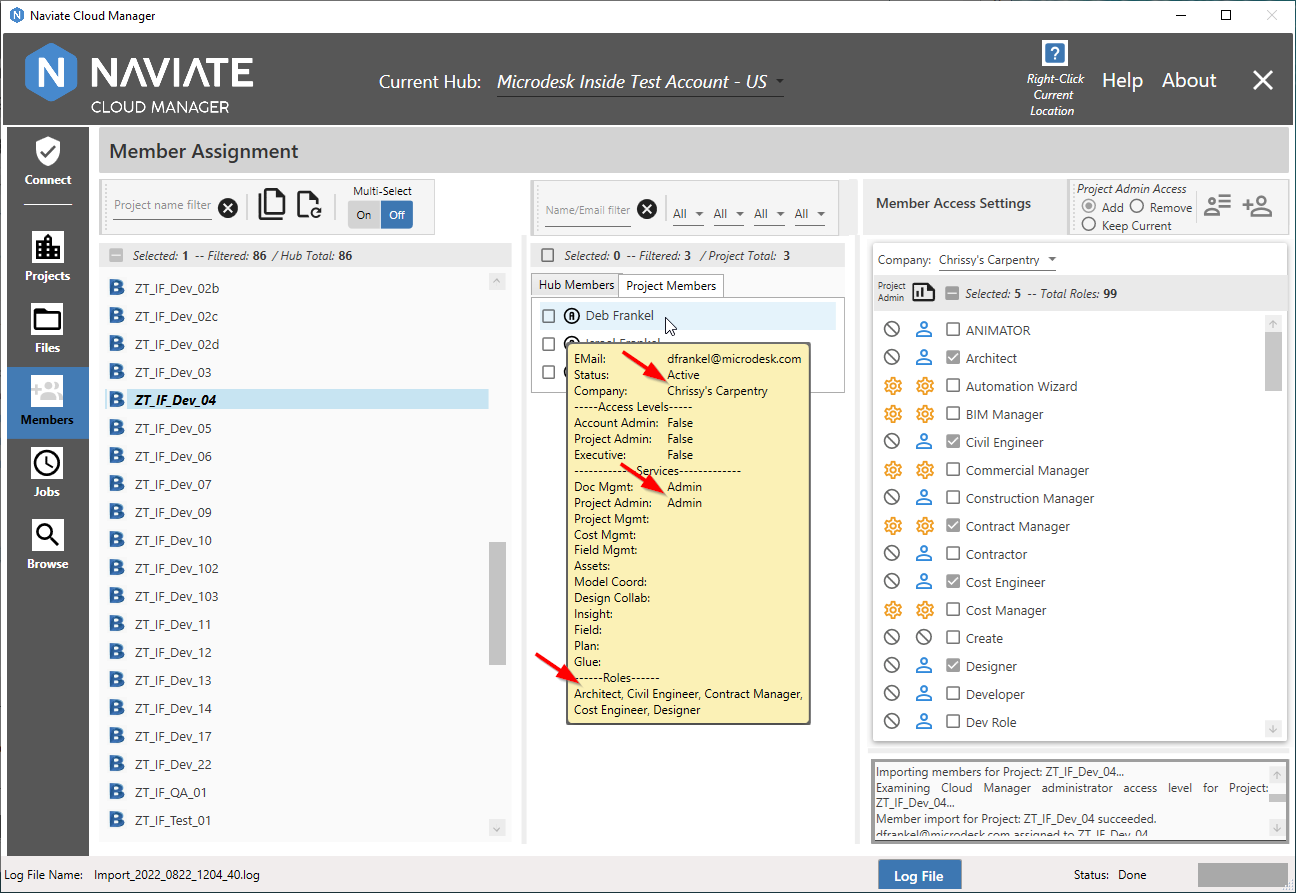 Naviate Cloud Manager
NAVIATE
CLOUD MANAGER
Current Hub: Microdesk Inside Test Account - US
Right-Click
Current
Location
Help
About
Connect
Projects
Files
Members
Jobs
Browse
Member Assignment
Project name filter
Multi-Select
On Off
Selected: 1 -- Filtered: 86 / Hub Total: 86
ZT_IF_Dev_02b
ZT_IF_Dev_02c
ZT_IF_Dev_02d
ZT_IF_Dev_03
ZT_IF_Dev_04
ZT_IF_Dev_05
ZT_IF_Dev_06
ZT_IF_Dev_07
ZT_IF_Dev_09
ZT_IF_Dev_10
ZT_IF_Dev_102
ZT_IF_Dev_103
ZT_IF_Dev_11
ZT_IF_Dev_12
ZT_IF_Dev_13
ZT_IF_Dev_14
ZT_IF_Dev_17
ZT_IF_Dev_22
ZT_IF_QA_01
ZT_IF_Test_01
Name/Email filter
All All All All
Selected: 0 -- Filtered: 3 / Project Total: 3
Hub Members Project Members
Deb Frankel
Israel Frankel
EMail: dfrankel@microdesk.com
Status: Active
Company: Chrissy's Carpentry
-----Access Levels-----
Account Admin: False
Project Admin: False
Executive: False
-------------Services-------------
Doc Mgmt: Admin
Project Admin: Admin
Project Mgmt:
Cost Mgmt:
Field Mgmt:
Assets:
Model Coord:
Design Collab:
Insight:
Field:
Plan:
Glue:
------Roles------
Architect, Civil Engineer, Contract Manager,
Cost Engineer, Designer
Member Access Settings
Project Admin Access
Add Remove
Keep Current
Company: Chrissy's Carpentry
Project
Admin
Selected: 5 -- Total Roles: 99
ANIMATOR
Architect
Automation Wizard
BIM Manager
Civil Engineer
Commercial Manager
Construction Manager
Contract Manager
Contractor
Cost Engineer
Cost Manager
Create
Designer
Developer
Dev Role
Importing members for Project: ZT_IF_Dev_04...
Examining Cloud Manager administrator access level for Project:
ZT_IF_Dev_04...
Member import for Project: ZT_IF_Dev_04 succeeded.
dfrankel@microdesk.com assigned to ZT_IF_Dev_04
Log File Name: Import_2022_0822_1204_40.log
Log File
Status: Done